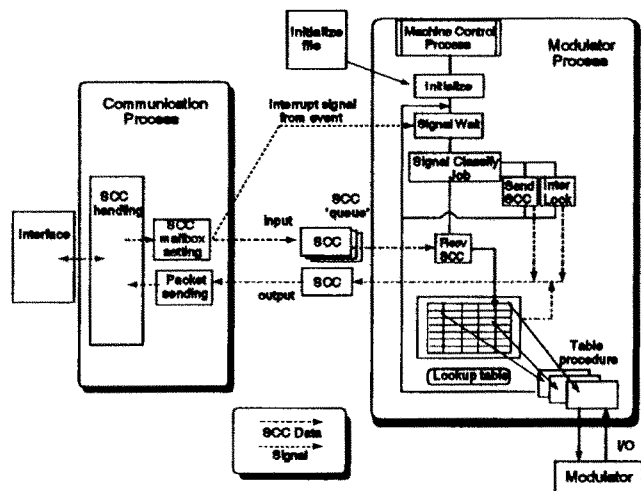 Initialize
file
Machine Control
Process
Modulator
Process
Initialize
Communication
Process
Interrupt signal
from event
Signal Wait
Signal Classify
Job
SCC
handling
Send
SCC
Inter
Lock
SCC
'queue'
Interface
SCC
mailbox
setting
input
SCC
Recv
SCC
Packet
sending
output
SCC
Table
procedure
Lookup table
SCC Data
Signal
I/O
Modulator